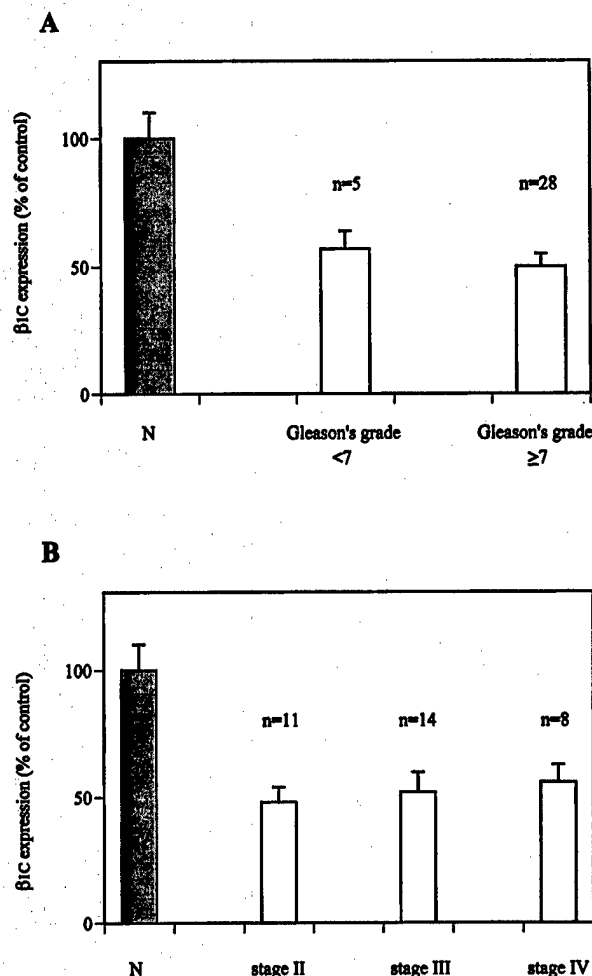 A
β1C expression (% of control)
100
50
0
n=5
n=28
N
Gleason's grade
<7
Gleason's grade
≥7
B
β1C expression (% of control)
100
50
0
n=11
n=14
n=8
N
stage II
stage III
stage IV